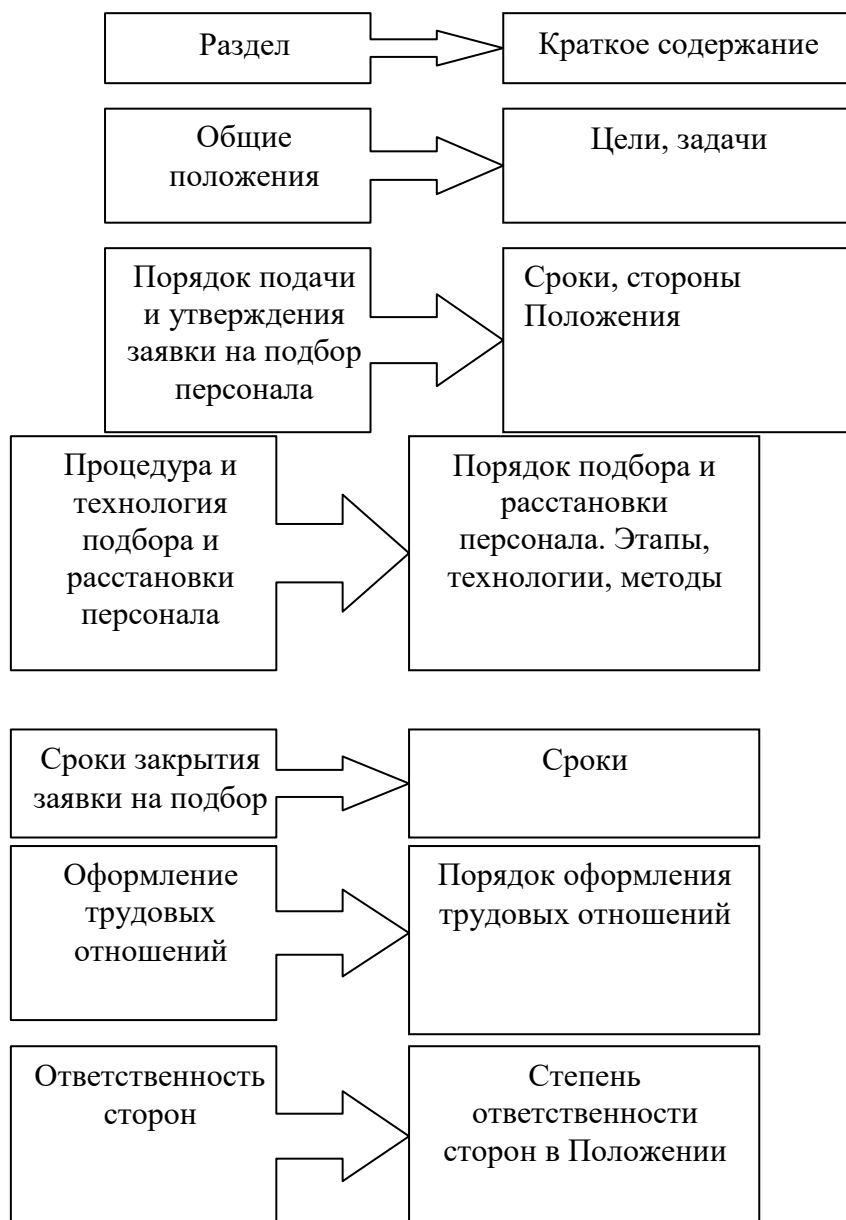 Раздел
Краткое содержание
Общие
положения
Цели, задачи
Порядок подачи
и утверждения
заявки на подбор
персонала
Сроки, стороны
Положения
Процедура и
технология
подбора и
расстановки
персонала
Порядок подбора и
расстановки
персонала. Этапы,
технологии, методы
Сроки закрытия
заявки на подбор
Сроки
Оформление
трудовых
отношений
Порядок оформления
трудовых отношений
Ответственность
сторон
Степень
ответственности
сторон в Положении